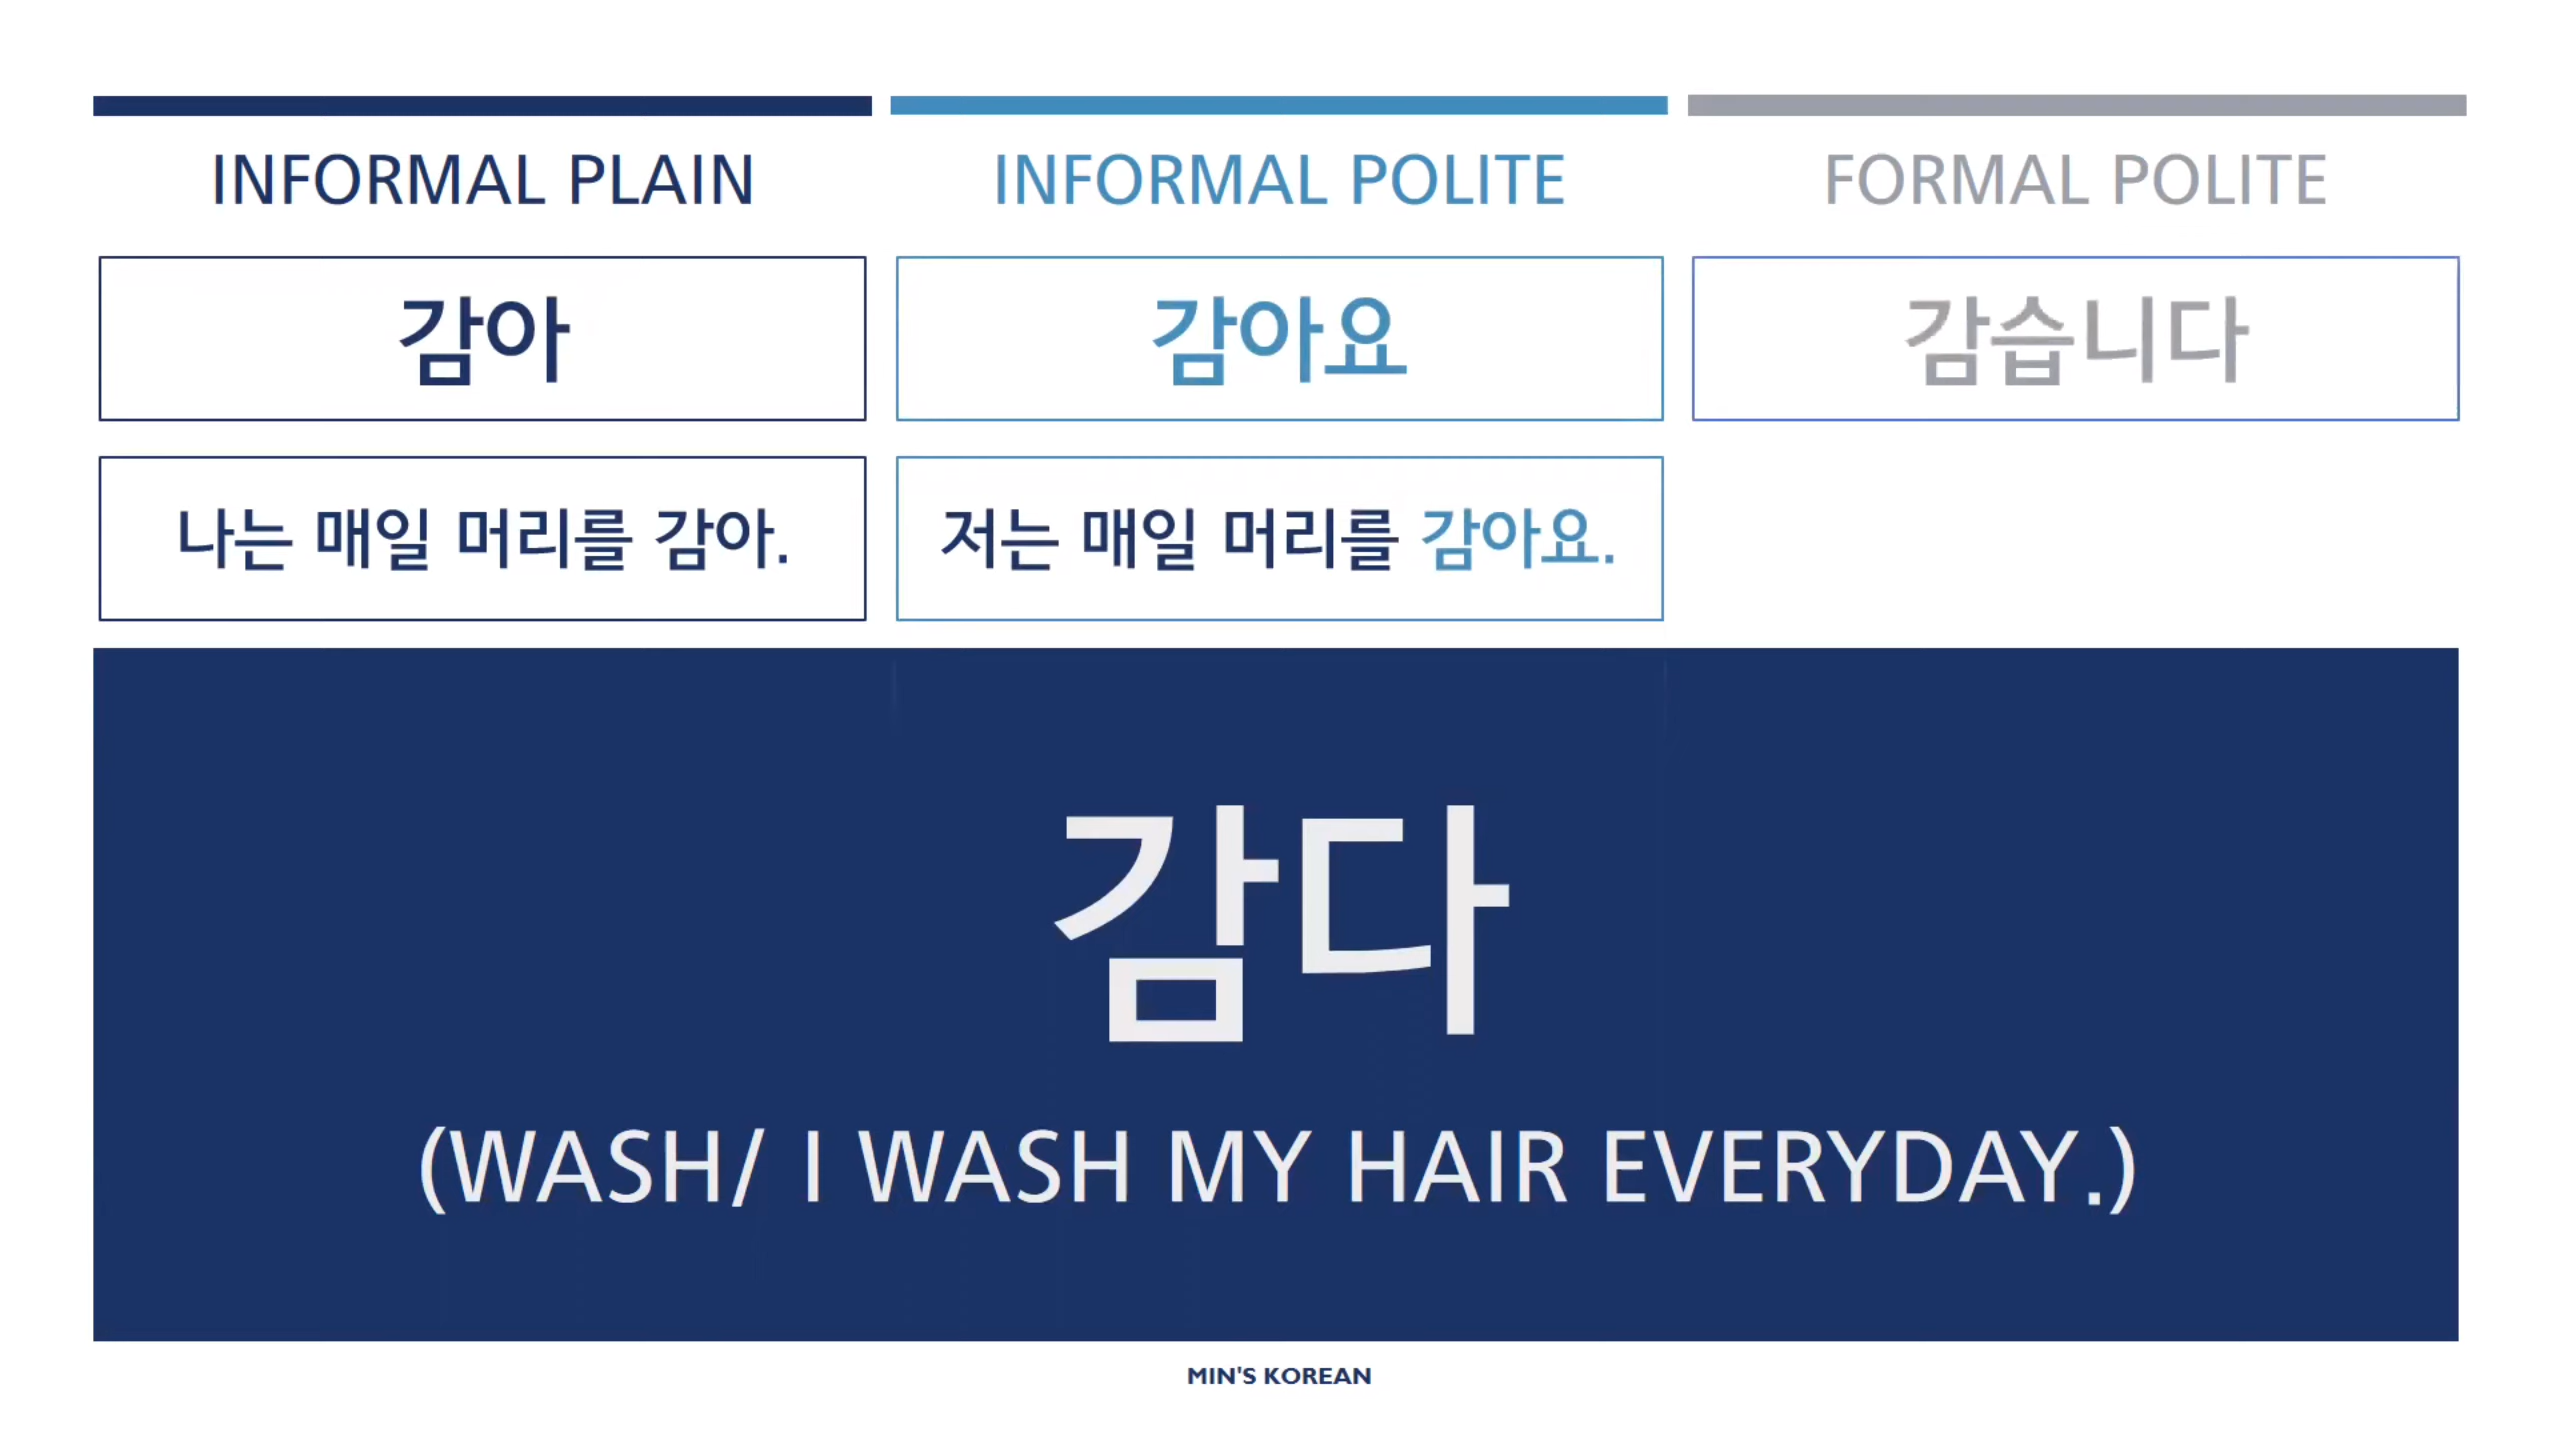 INFORMAL PLAIN
INFORMAL POLITE
FORMAL POLITE
감아
감아요
감습니다
나는 매일 머리를 감아.
저는 매일 머리를 감아요.
감다
(WASH/ I WASH MY HAIR EVERYDAY.)
MIN'S KOREAN